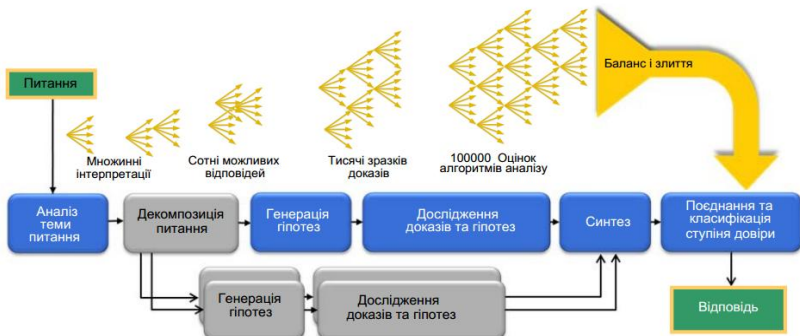 Питання
Баланс і злиття
Множинні
інтерпретації
Сотні можливих
відповідей
Тисячі зразків
доказів
100000 Оцінок
алгоритмів аналізу
Аналіз
теми
питання
Декомпозиція
питання
Генерація
гіпотез
Дослідження
доказів та гіпотез
Синтез
Поєднання та
класифікація
ступіня довіри
Генерація
гіпотез
Дослідження
доказів та гіпотез
Відповідь